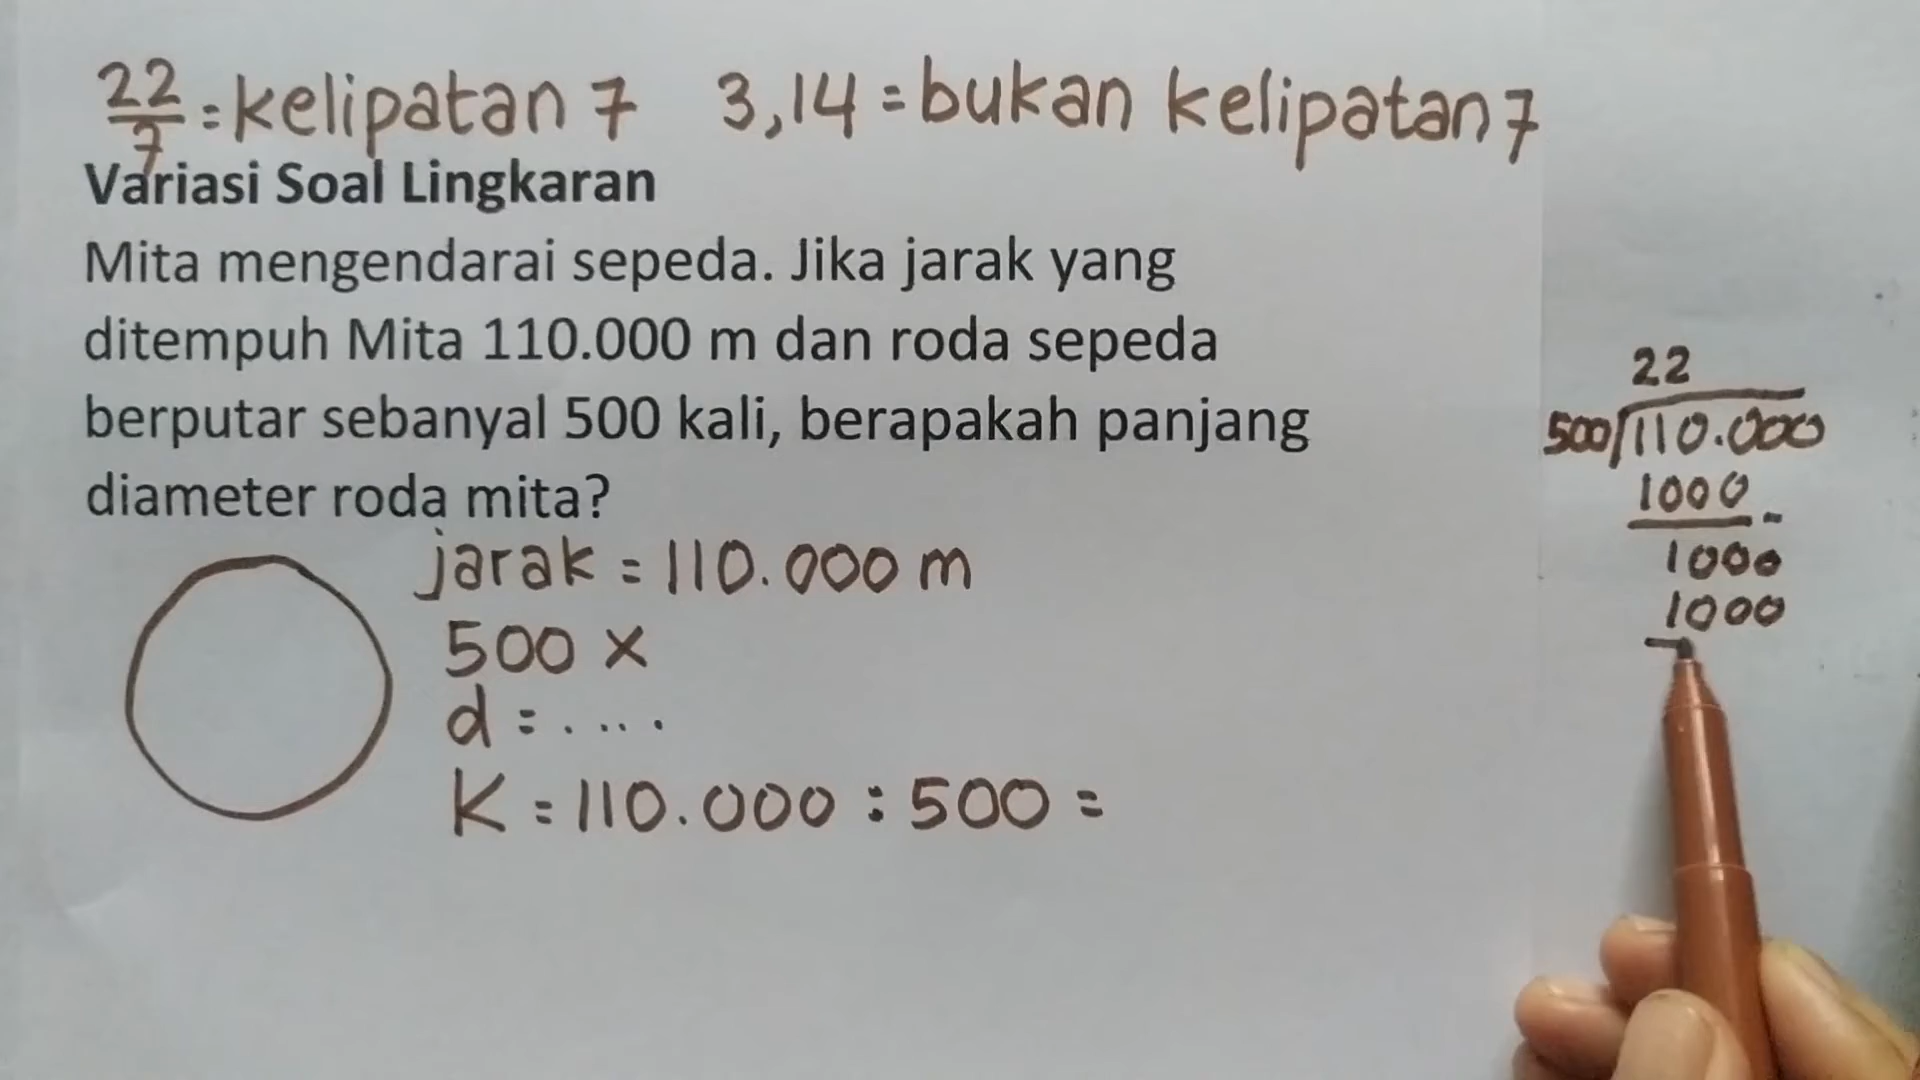 22/7 = kelipatan 7 3,14 = bukan kelipatan 7
Variasi Soal Lingkaran
Mita mengendarai sepeda. Jika jarak yang
ditempuh Mita 110.000 m dan roda sepeda
berputar sebanyal 500 kali, berapakah panjang
diameter roda mita?
jarak = 110.000 m
500 x
d = ....
K = 110.000 : 500 =
22
500/110.000
1000 -
1000
1000